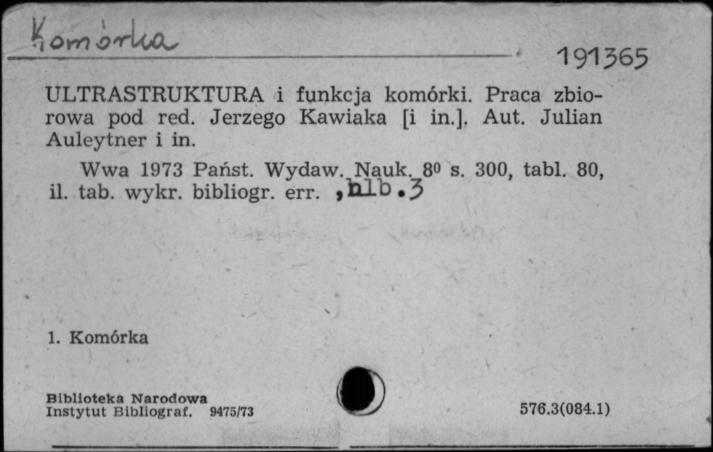 Komórka
191365
ULTRASTRUKTURA i funkcja komórki. Praca zbio-
rowa pod red. Jerzego Kawiaka [i in.]. Aut. Julian
Auleytner i in.
Wwa 1973 Państ. Wydaw. Nauk. 8⁰ s. 300, tabl. 80,
il. tab. wykr. bibliogr. err. ,nlb.3
1. Komórka
Biblioteka Narodowa
Instytut Bibliograf. 9475/73
576.3(084.1)